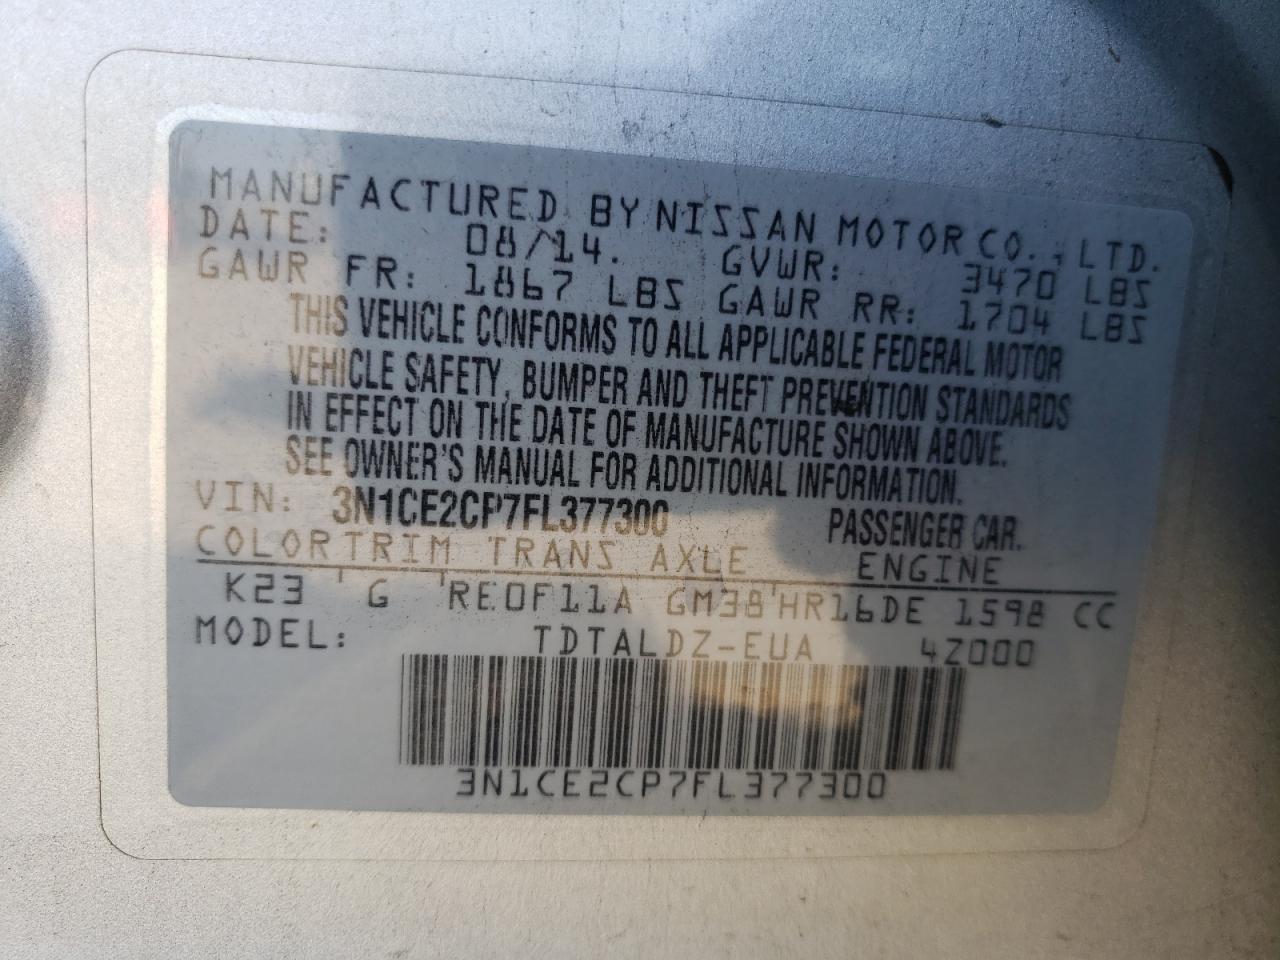 MANUFACTURED BY NISSAN MOTOR CO., LTD.
DATE: 08/14. GVWR: 3470 LBS
GAWR FR: 1867 LBS GAWR RR: 1704 LBS
THIS VEHICLE CONFORMS TO ALL APPLICABLE FEDERAL MOTOR
VEHICLE SAFETY, BUMPER AND THEFT PREVENTION STANDARDS
IN EFFECT ON THE DATE OF MANUFACTURE SHOWN ABOVE.
SEE OWNER'S MANUAL FOR ADDITIONAL INFORMATION.
VIN: 3N1CE2CP7FL377300 PASSENGER CAR.
COLOR TRIM TRANS AXLE ENGINE
K23 ' G ' RE0F11A GM38 ' HR16DE 1598 CC
MODEL: TDTALDZ-EUA 4Z000
3N1CE2CP7FL377300